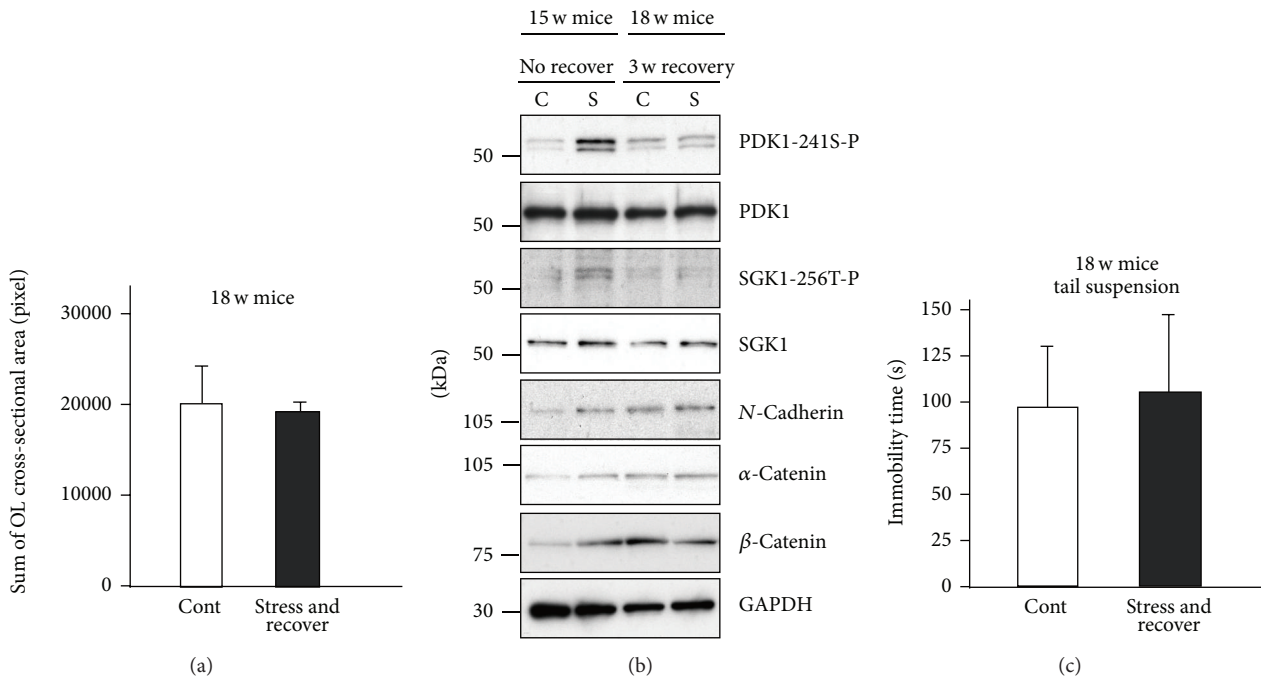 Sum of OL cross-sectional area (pixel)
18 w mice
30000
20000
10000
0
Cont
Stress and
recover
(a)
15 w mice
18 w mice
No recover
3 w recovery
C
S
C
S
(kDa)
50
PDK1-241S-P
50
PDK1
50
SGK1-256T-P
50
SGK1
105
N-Cadherin
105
α-Catenin
75
β-Catenin
30
GAPDH
(b)
18 w mice
tail suspension
Immobility time (s)
150
125
100
75
50
25
0
Cont
Stress and
recover
(c)